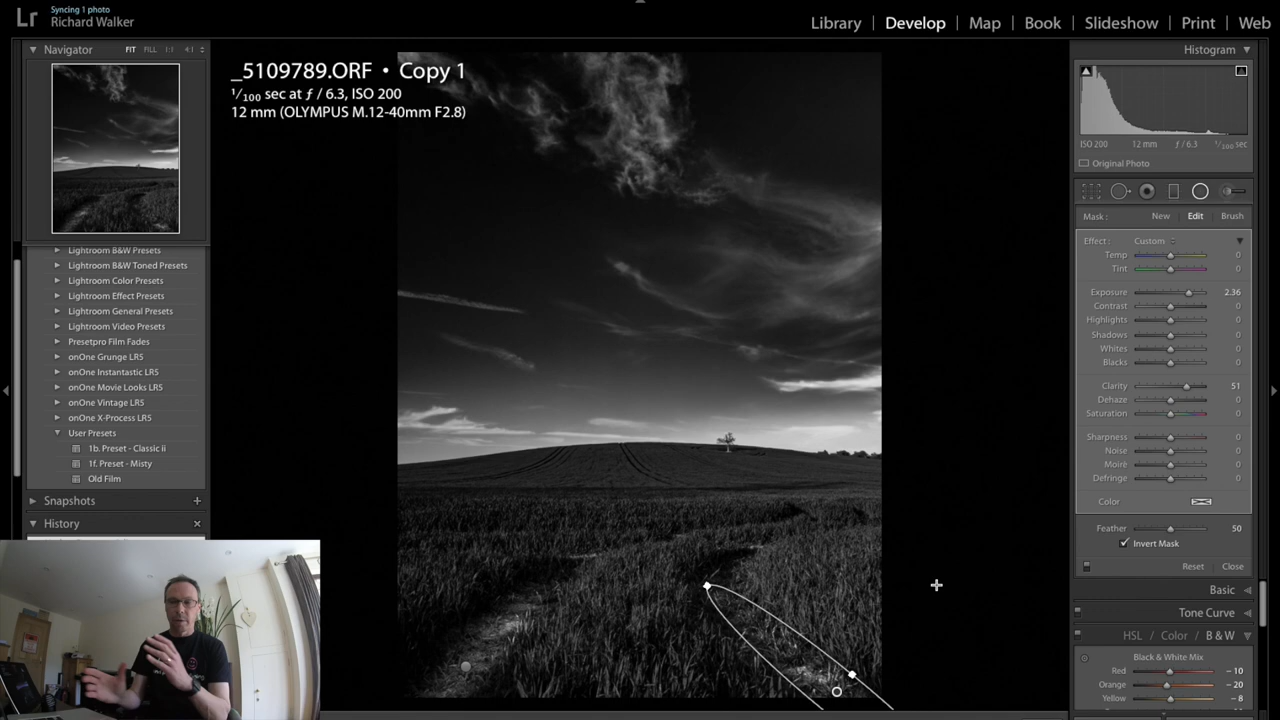 Lr
Syncing 1 photo
Richard Walker
Library | Develop | Map | Book | Slideshow | Print | Web
Navigator FIT FILL 1:1 4:1
Histogram
_5109789.ORF • Copy 1
1/100 sec at ƒ / 6.3, ISO 200
12 mm (OLYMPUS M.12-40mm F2.8)
ISO 200 12 mm ƒ / 6.3 1/100 sec
Original Photo
Mask : New Edit Brush
Effect : Custom
Temp 0
Tint 0
Exposure 2.36
Contrast 0
Highlights 0
Shadows 0
Whites 0
Blacks 0
Clarity 51
Dehaze 0
Saturation 0
Sharpness 0
Noise 0
Moiré 0
Defringe 0
Color
Feather 50
Invert Mask
Reset Close
Basic
Tone Curve
HSL / Color / B & W
Black & White Mix
Red – 10
Orange – 20
Yellow – 8
Lightroom B&W Presets
Lightroom B&W Toned Presets
Lightroom Color Presets
Lightroom Effect Presets
Lightroom General Presets
Lightroom Video Presets
Presetpro Film Fades
onOne Grunge LR5
onOne Instantastic LR5
onOne Movie Looks LR5
onOne Vintage LR5
onOne X-Process LR5
User Presets
1b. Preset - Classic ii
1f. Preset - Misty
Old Film
Snapshots
History